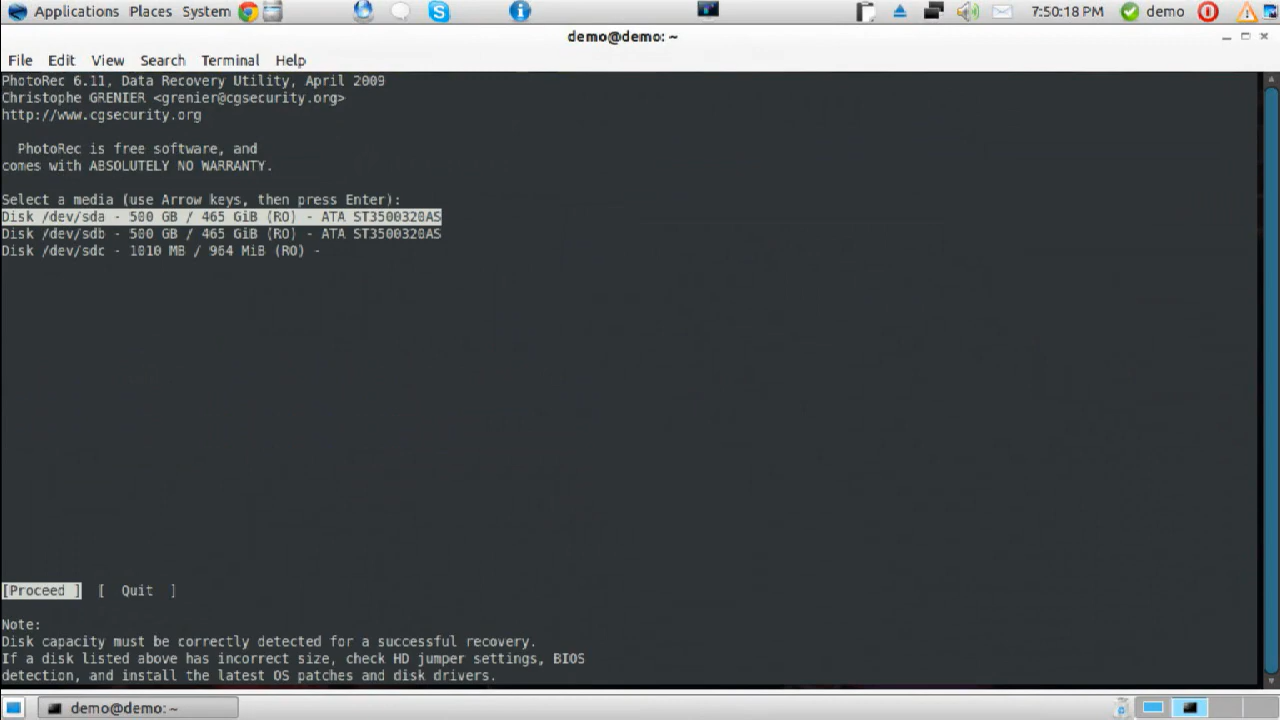 Applications Places System 7:50:18 PM demo
demo@demo: ~
File Edit View Search Terminal Help
PhotoRec 6.11, Data Recovery Utility, April 2009
Christophe GRENIER <grenier@cgsecurity.org>
http://www.cgsecurity.org
PhotoRec is free software, and
comes with ABSOLUTELY NO WARRANTY.
Select a media (use Arrow keys, then press Enter):
Disk /dev/sda - 500 GB / 465 GiB (RO) - ATA ST3500320AS
Disk /dev/sdb - 500 GB / 465 GiB (RO) - ATA ST3500320AS
Disk /dev/sdc - 1010 MB / 964 MiB (RO) -
[Proceed ] [ Quit ]
Note:
Disk capacity must be correctly detected for a successful recovery.
If a disk listed above has incorrect size, check HD jumper settings, BIOS
detection, and install the latest OS patches and disk drivers.
demo@demo: ~